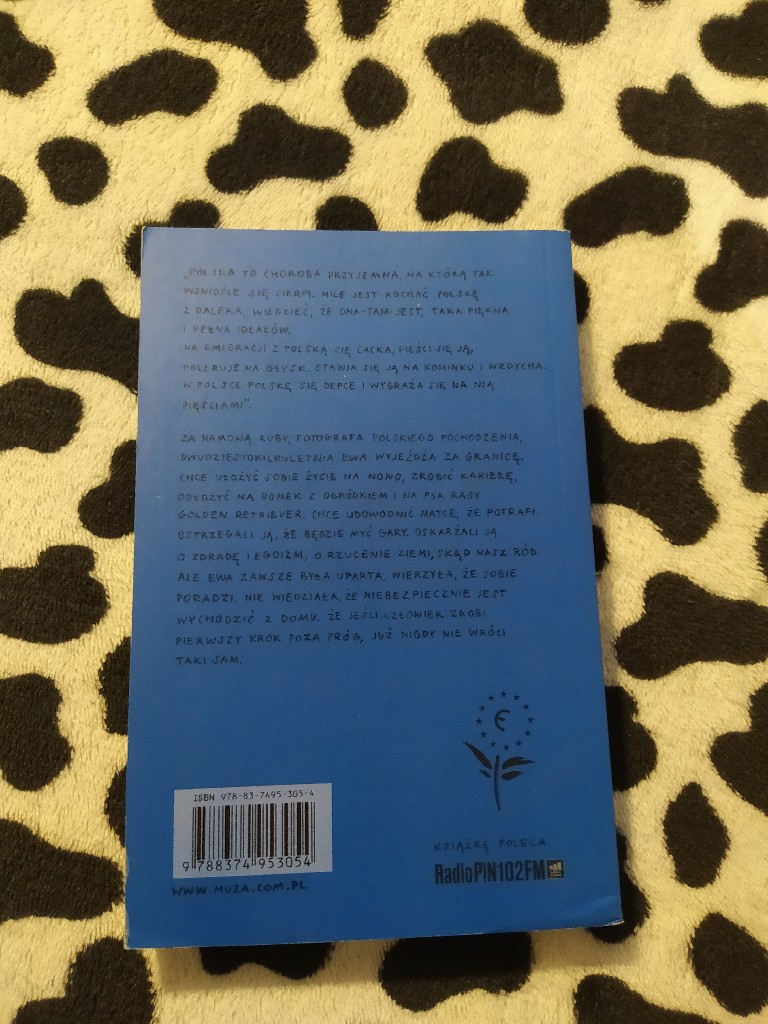 „POLSKA TO CHOROBA PRZYJEMNA, NA KTÓRĄ TAK
WZNIOŚLE SIĘ CIERPI. MIŁE JEST KOCHAĆ POLSKĘ
Z DALEKA, WIEDZIEĆ, ŻE ONA-TAM-JEST, TAKA PIĘKNA
I PEŁNA IDEAŁÓW.
NA EMIGRACJI Z POLSKĄ SIĘ CACKA, PIEŚCI SIĘ JĄ,
POLERUJE NA BŁYSK. STAWIA SIĘ JĄ NA KOMINKU I WZDYCHA.
W POLSCE POLSKĘ SIĘ DEPCE I WYGRAŻA SIĘ NA NIĄ
PIĘŚCIAMI".
ZA NAMOWĄ KUBY, FOTOGRAFA POLSKIEGO POCHODZENIA,
DWUDZIESTOKILKULETNIA EWA WYJEŻDŻA ZA GRANICĘ.
CHCE UŁOŻYĆ SOBIE ŻYCIE NA NOWO, ZROBIĆ KARIERĘ,
ODŁOŻYĆ NA DOMEK Z OGRÓDKIEM I NA PSA RASY
GOLDEN RETRIEVER. CHCE UDOWODNIĆ MATCE, ŻE POTRAFI.
OSTRZEGALI JĄ, ŻE BĘDZIE MYĆ GARY. OSKARŻALI JĄ
O ZDRADĘ I EGOIZM, O RZUCENIE ZIEMI, SKĄD NASZ RÓD.
ALE EWA ZAWSZE BYŁA UPARTA. WIERZYŁA, ŻE SOBIE
PORADZI. NIE WIEDZIAŁA, ŻE NIEBEZPIECZNIE JEST
WYCHODZIĆ Z DOMU. ŻE JEŚLI CZŁOWIEK ZROBI
PIERWSZY KROK POZA PRÓG, JUŻ NIGDY NIE WRÓCI
TAKI SAM.
ISBN 978-83-7495-305-4
9 788374 953054
WWW.MUZA.COM.PL
KSIĄŻKĘ POLECA
RadioPiN102FM